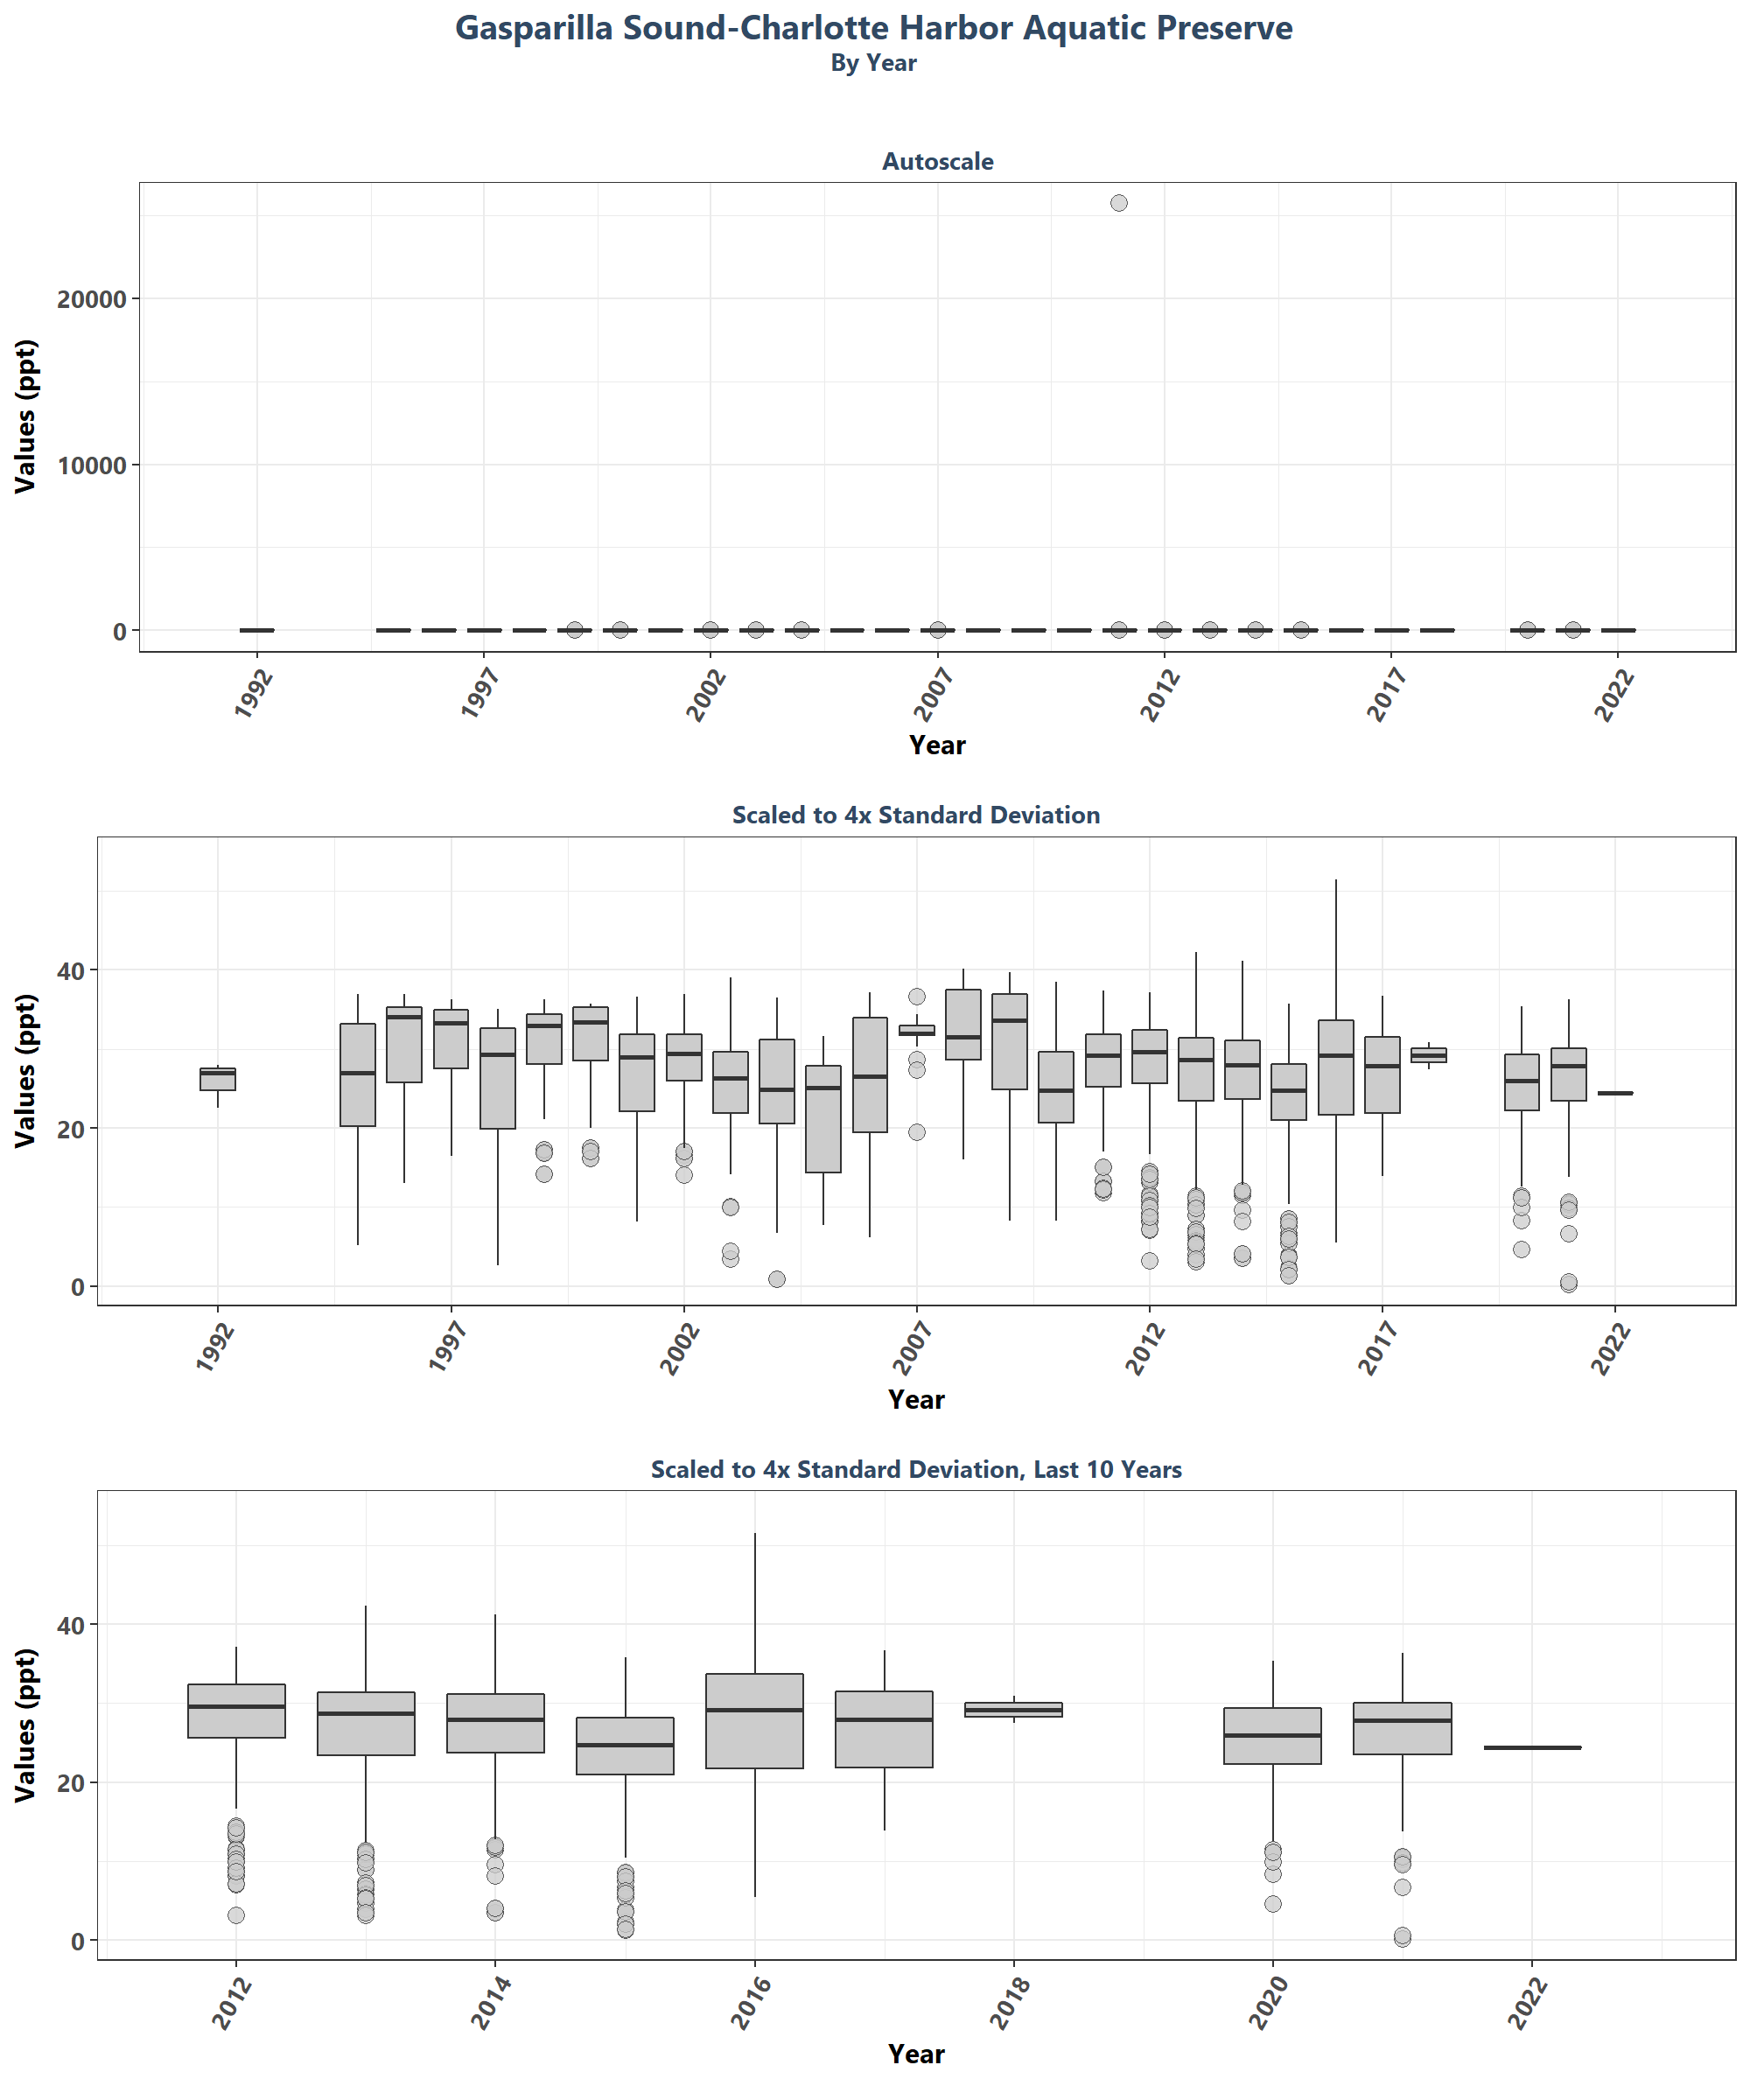 Gasparilla Sound-Charlotte Harbor Aquatic Preserve
By Year
Autoscale
Values (ppt)
20000
10000
0
1992 1997 2002 2007 2012 2017 2022
Year
Scaled to 4x Standard Deviation
Values (ppt)
40
20
0
1992 1997 2002 2007 2012 2017 2022
Year
Scaled to 4x Standard Deviation, Last 10 Years
Values (ppt)
40
20
0
2012 2014 2016 2018 2020 2022
Year